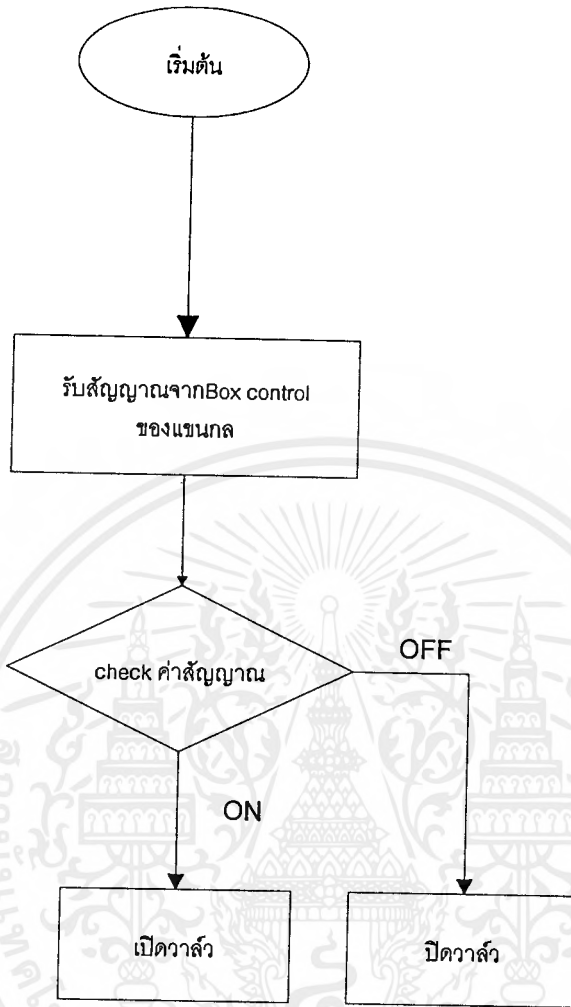 เริ่มต้น
รับสัญญาณจากBox control
ของแขนกล
check ค่าสัญญาณ
OFF
ON
เปิดวาล์ว
ปิดวาล์ว